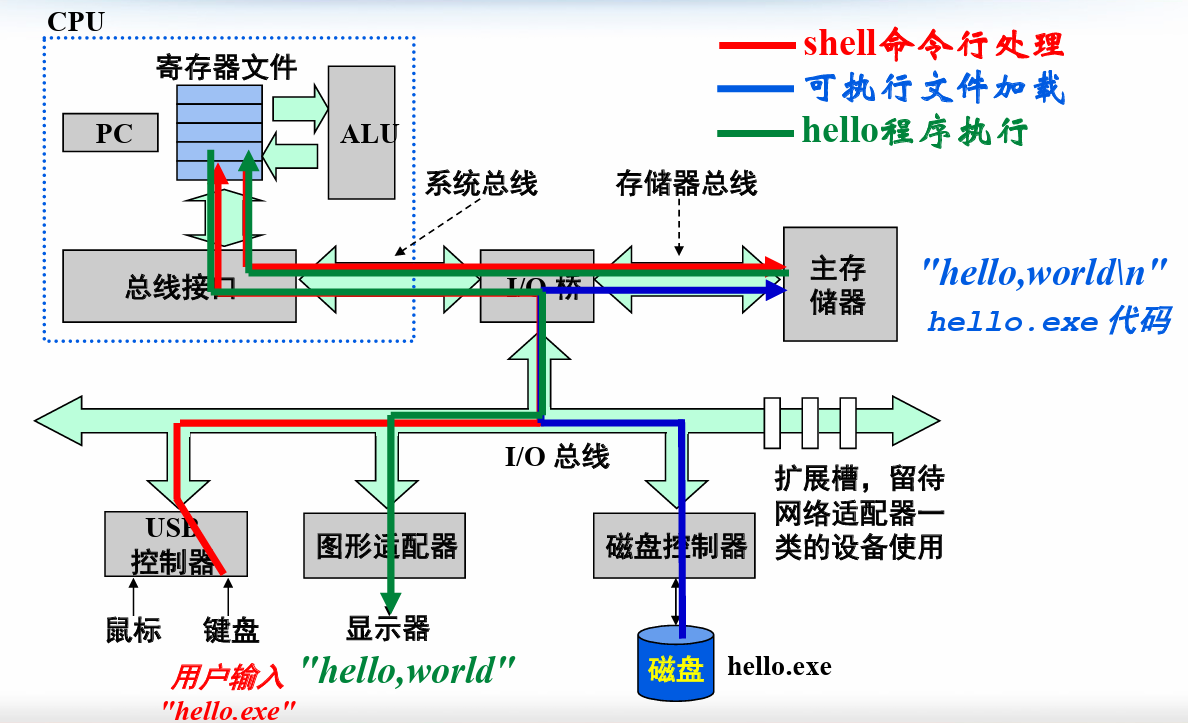 CPU
寄存器文件
PC
ALU
shell命令行处理
可执行文件加载
hello程序执行
系统总线
存储器总线
总线接口
I/O 桥
主存
储器
"hello,world\n"
hello.exe 代码
I/O 总线
扩展槽，留待
网络适配器一
类的设备使用
USB
控制器
图形适配器
磁盘控制器
鼠标
键盘
显示器
磁盘
hello.exe
用户输入
"hello.exe"
"hello,world"